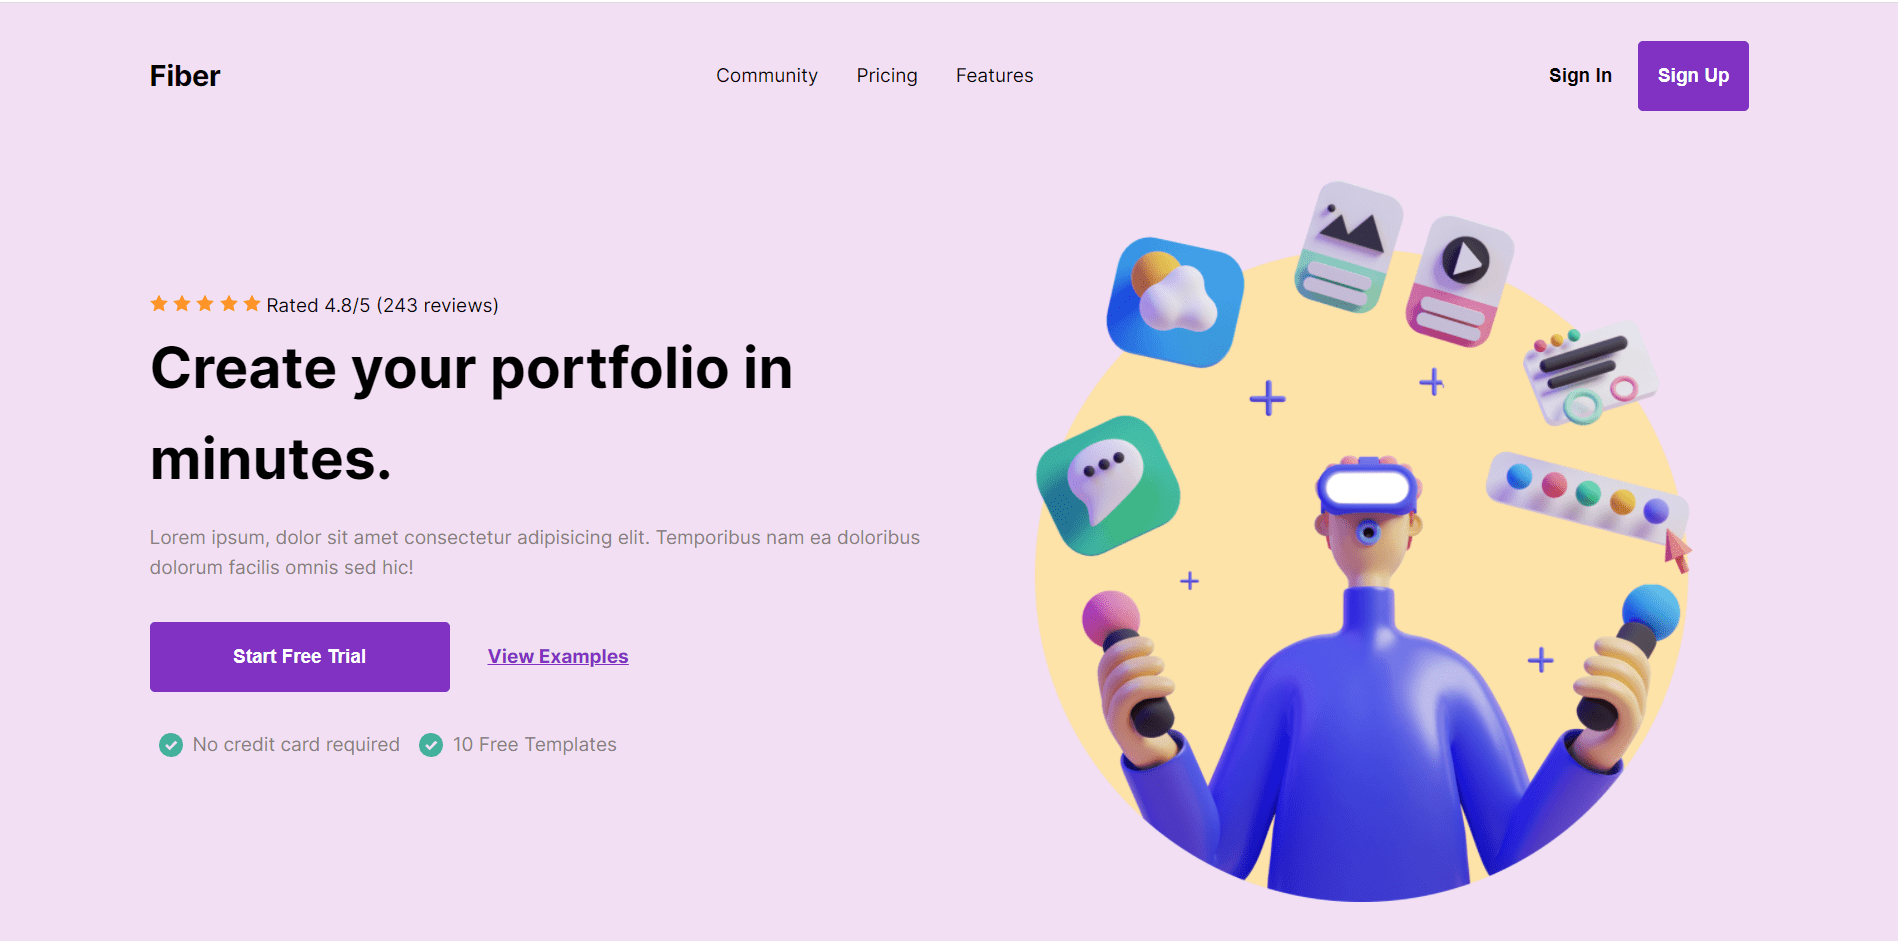 Fiber
Community Pricing Features
Sign In Sign Up
Rated 4.8/5 (243 reviews)
Create your portfolio in
minutes.
Lorem ipsum, dolor sit amet consectetur adipisicing elit. Temporibus nam ea doloribus
dolorum facilis omnis sed hic!
Start Free Trial View Examples
No credit card required 10 Free Templates